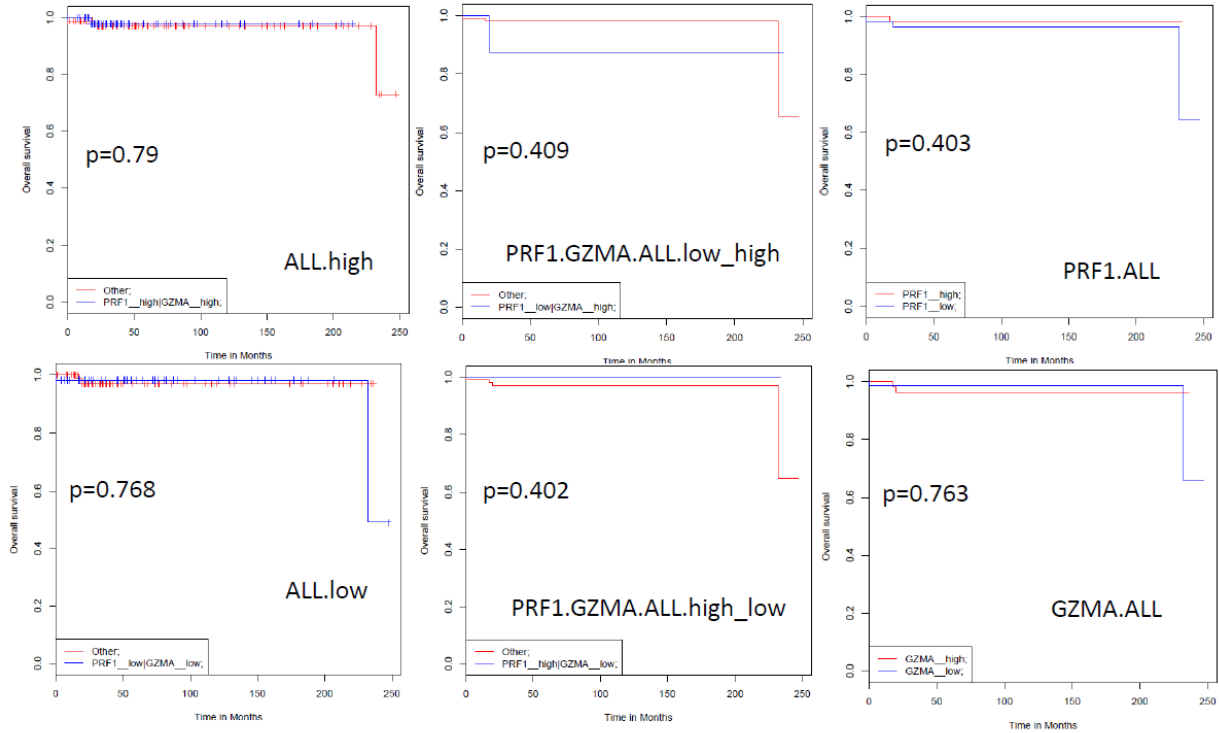 Overall survival
1.0
0.8
0.6
0.4
0.2
0.0
p=0.79
ALL.high
Other;
PRF1__high|GZMA__high;
0 50 100 150 200 250
Time in Months
Overall survival
1.0
0.8
0.6
0.4
0.2
0.0
p=0.409
PRF1.GZMA.ALL.low_high
Other;
PRF1__low|GZMA__high;
0 50 100 150 200 250
Time in Months
Overall survival
1.0
0.8
0.6
0.4
0.2
0.0
p=0.403
PRF1.ALL
PRF1__high;
PRF1__low;
0 50 100 150 200 250
Time in Months
Overall survival
1.0
0.8
0.6
0.4
0.2
0.0
p=0.768
ALL.low
Other;
PRF1__low|GZMA__low;
0 50 100 150 200 250
Time in Months
Overall survival
1.0
0.8
0.6
0.4
0.2
0.0
p=0.402
PRF1.GZMA.ALL.high_low
Other;
PRF1__high|GZMA__low;
0 50 100 150 200 250
Time in Months
Overall survival
1.0
0.8
0.6
0.4
0.2
0.0
p=0.763
GZMA.ALL
GZMA__high;
GZMA__low;
0 50 100 150 200 250
Time in Months